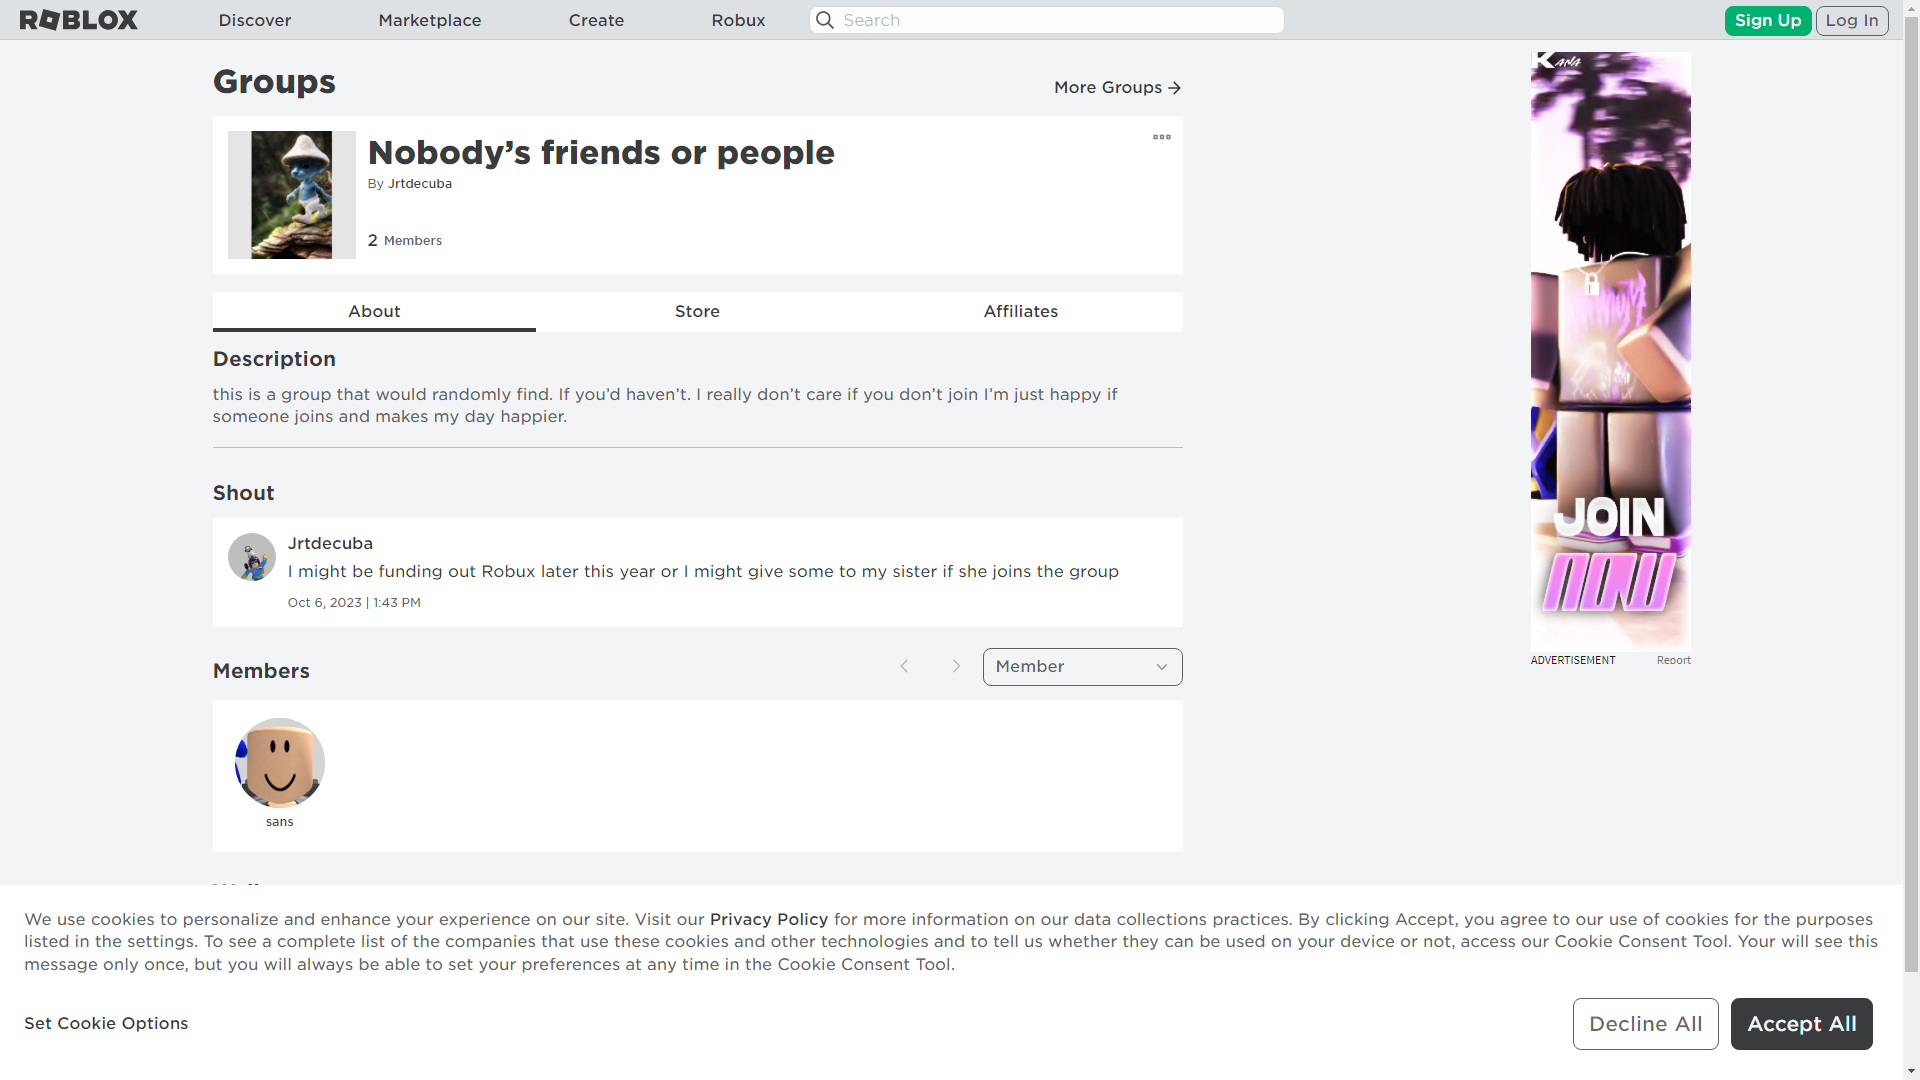 ROBLOX
Discover
Marketplace
Create
Robux
Search
Sign Up
Log In
Groups
More Groups
Nobody’s friends or people
By Jrtdecuba
2 Members
About
Store
Affiliates
Description
this is a group that would randomly find. If you’d haven’t. I really don’t care if you don’t join I’m just happy if
someone joins and makes my day happier.
Shout
Jrtdecuba
I might be funding out Robux later this year or I might give some to my sister if she joins the group
Oct 6, 2023 | 1:43 PM
Members
Member
sans
KANA
JOIN
NOW
ADVERTISEMENT
Report
We use cookies to personalize and enhance your experience on our site. Visit our Privacy Policy for more information on our data collections practices. By clicking Accept, you agree to our use of cookies for the purposes
listed in the settings. To see a complete list of the companies that use these cookies and other technologies and to tell us whether they can be used on your device or not, access our Cookie Consent Tool. Your will see this
message only once, but you will always be able to set your preferences at any time in the Cookie Consent Tool.
Set Cookie Options
Decline All
Accept All